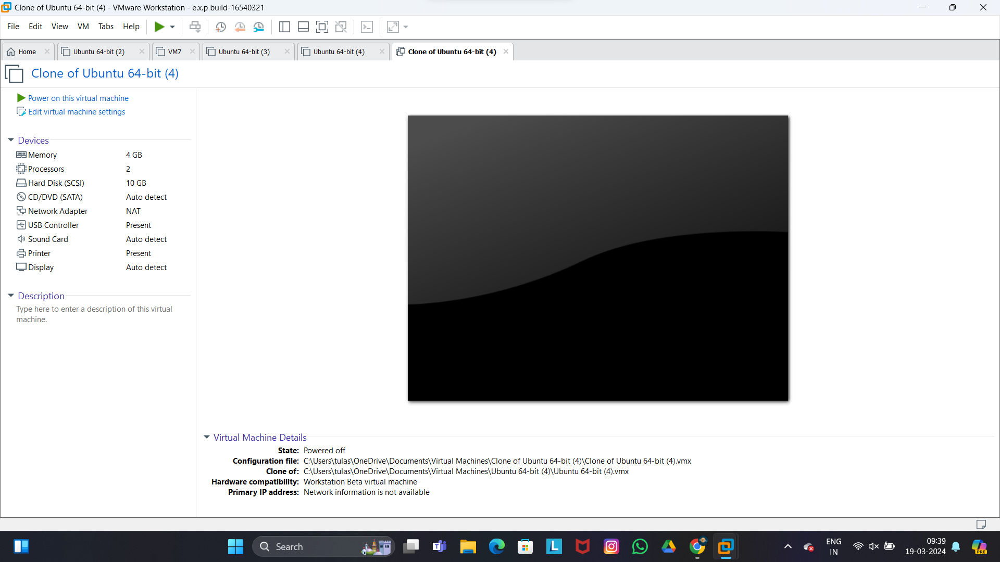 Clone of Ubuntu 64-bit (4) - VMware Workstation - e.x.p build-16540321
File Edit View VM Tabs Help
Home Ubuntu 64-bit (2) VM7 Ubuntu 64-bit (3) Ubuntu 64-bit (4) Clone of Ubuntu 64-bit (4)
Clone of Ubuntu 64-bit (4)
Power on this virtual machine
Edit virtual machine settings
Devices
Memory 4 GB
Processors 2
Hard Disk (SCSI) 10 GB
CD/DVD (SATA) Auto detect
Network Adapter NAT
USB Controller Present
Sound Card Auto detect
Printer Present
Display Auto detect
Description
Type here to enter a description of this virtual
machine.
Virtual Machine Details
State: Powered off
Configuration file: C:\Users\tulas\OneDrive\Documents\Virtual Machines\Clone of Ubuntu 64-bit (4)\Clone of Ubuntu 64-bit (4).vmx
Clone of: C:\Users\tulas\OneDrive\Documents\Virtual Machines\Ubuntu 64-bit (4)\Ubuntu 64-bit (4).vmx
Hardware compatibility: Workstation Beta virtual machine
Primary IP address: Network information is not available
Search
L
ENG
IN
09:39
19-03-2024
PRE